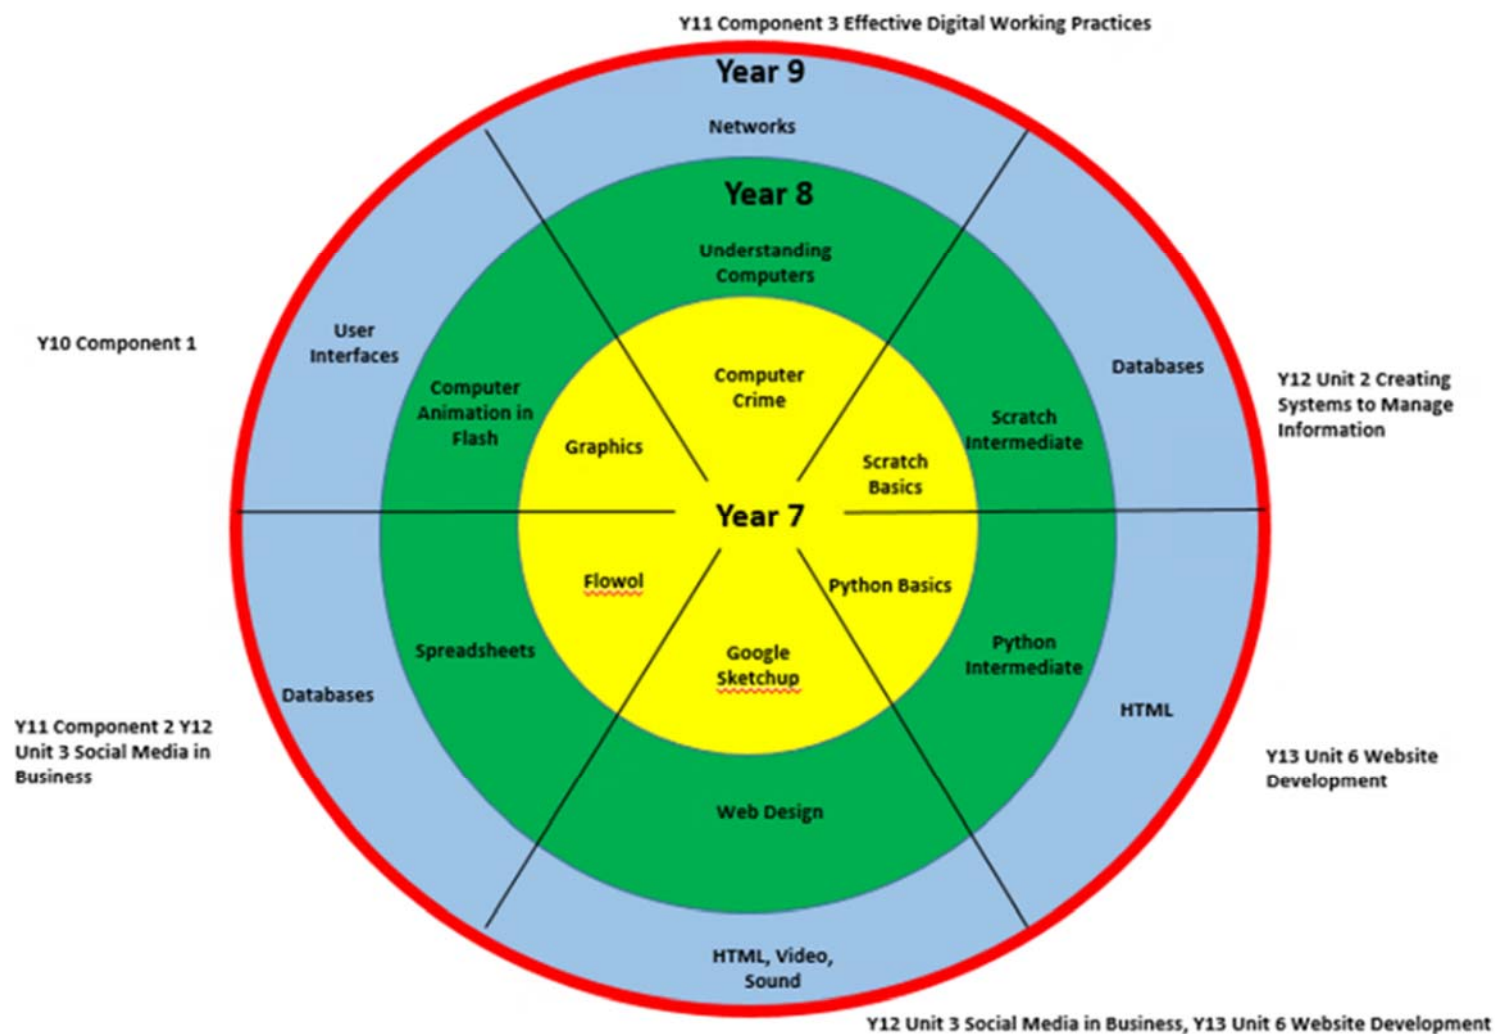 Y11 Component 3 Effective Digital Working Practices
Year 9
Networks
Year 8
Understanding
Computers
User
Interfaces
Y10 Component 1
Computer
Animation in
Flash
Computer
Crime
Graphics
Scratch
Basics
Scratch
Intermediate
Databases
Y12 Unit 2 Creating
Systems to Manage
Information
Year 7
Flowol
Python Basics
Google
Sketchup
Spreadsheets
Python
Intermediate
Databases
HTML
Y11 Component 2 Y12
Unit 3 Social Media in
Business
Y13 Unit 6 Website
Development
Web Design
HTML, Video,
Sound
Y12 Unit 3 Social Media in Business, Y13 Unit 6 Website Development